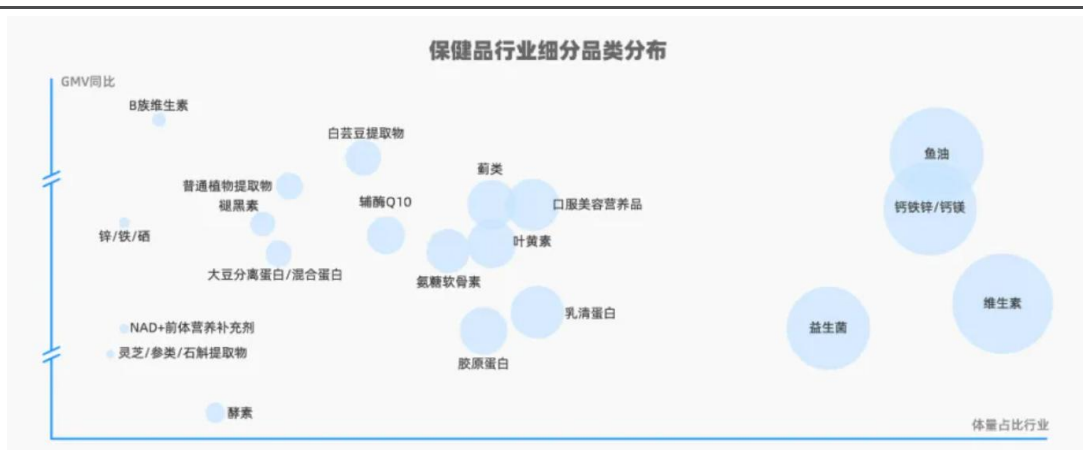 保健品行业细分品类分布
GMV同比
B族维生素
白芸豆提取物
鱼油
蓟类
普通植物提取物
辅酶Q10
口服美容营养品
褪黑素
钙铁锌/钙镁
锌/铁/硒
叶黄素
大豆分离蛋白/混合蛋白
氨糖软骨素
维生素
乳清蛋白
NAD+前体营养补充剂
益生菌
灵芝/参类/石斛提取物
胶原蛋白
酵素
体量占比行业